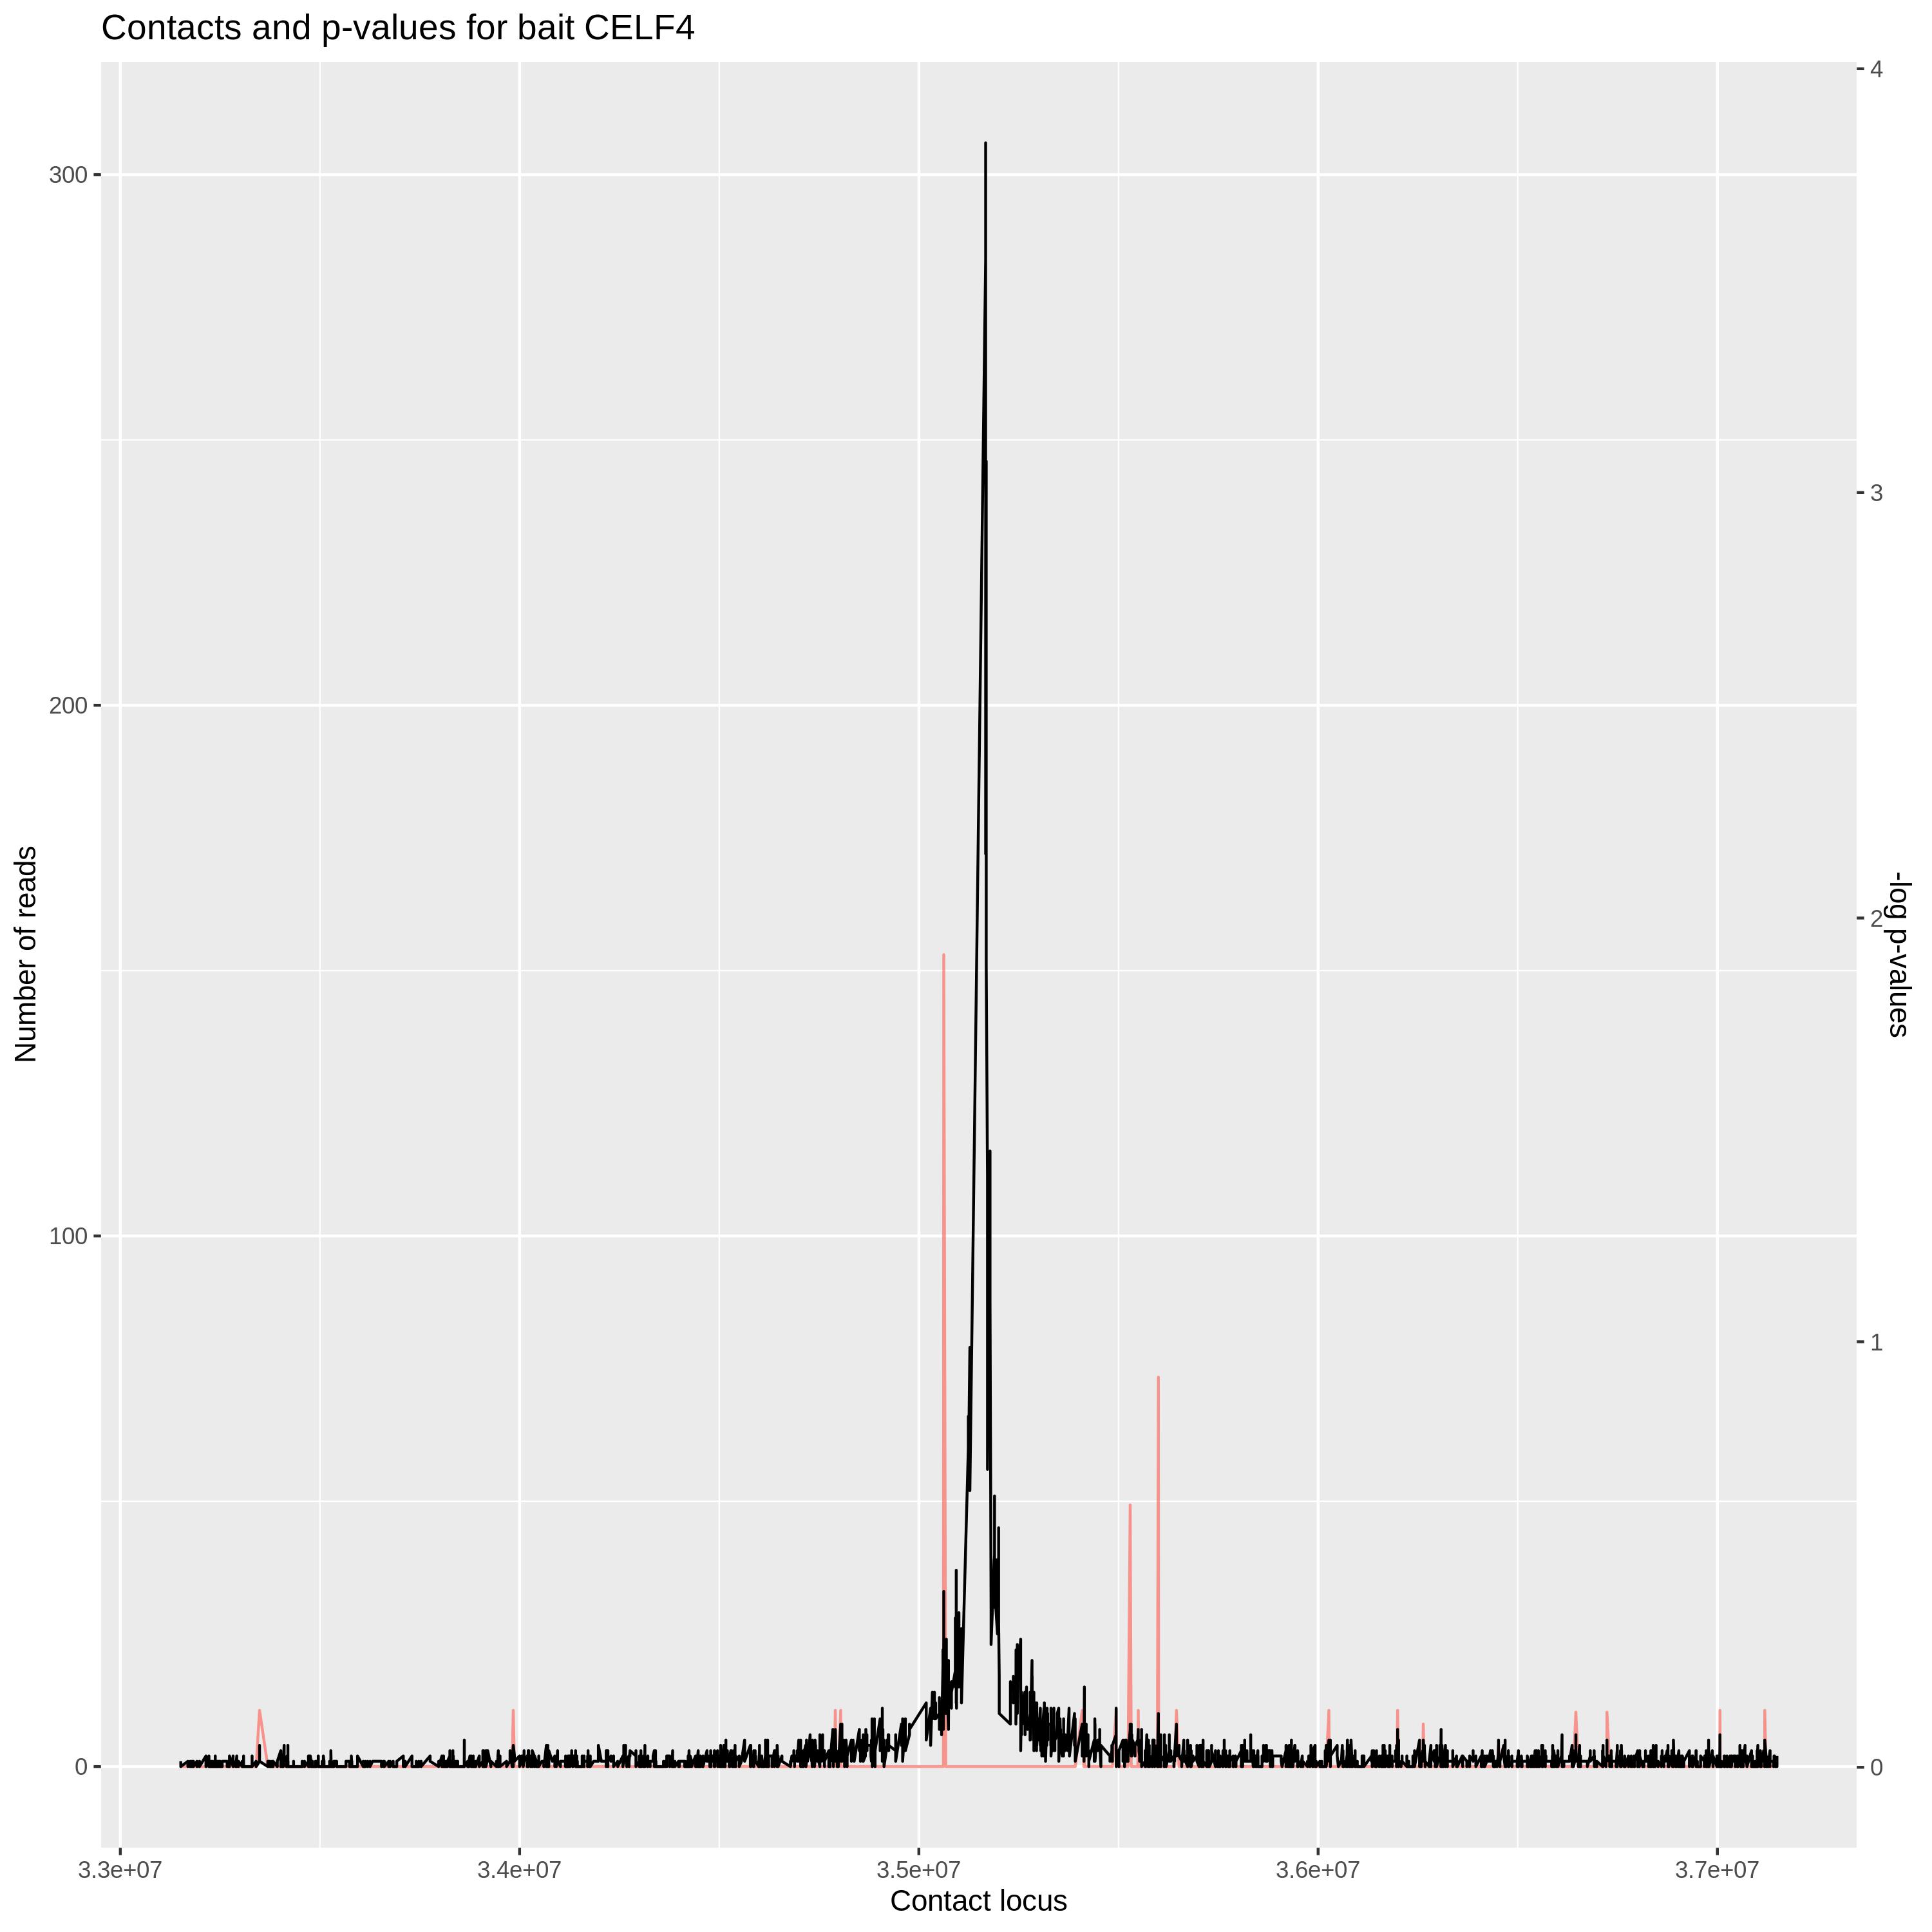 Contacts and p-values for bait CELF4
300
200
100
0
Number of reads
4
3
2
1
0
-log p-values
3.3e+07 3.4e+07 3.5e+07 3.6e+07 3.7e+07
Contact locus